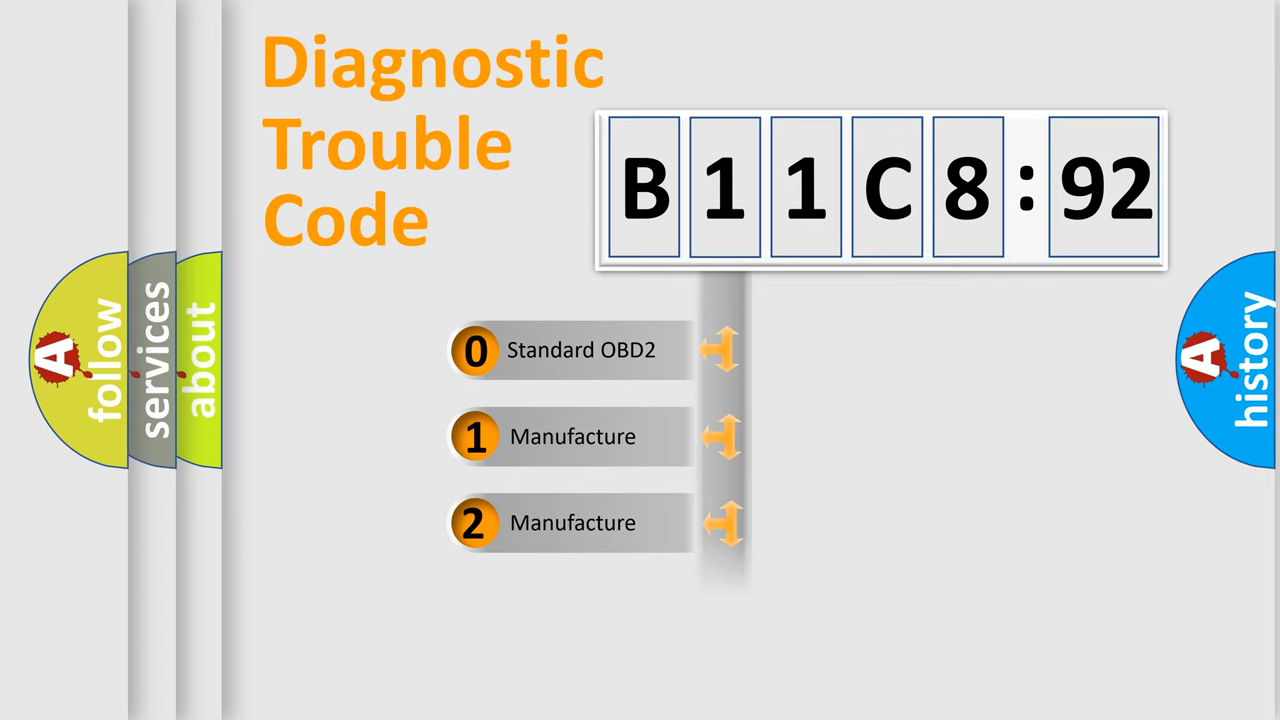 Diagnostic
Trouble
Code
B 1 1 C 8 : 92
0 Standard OBD2
1 Manufacture
2 Manufacture
A follow
services
about
A history